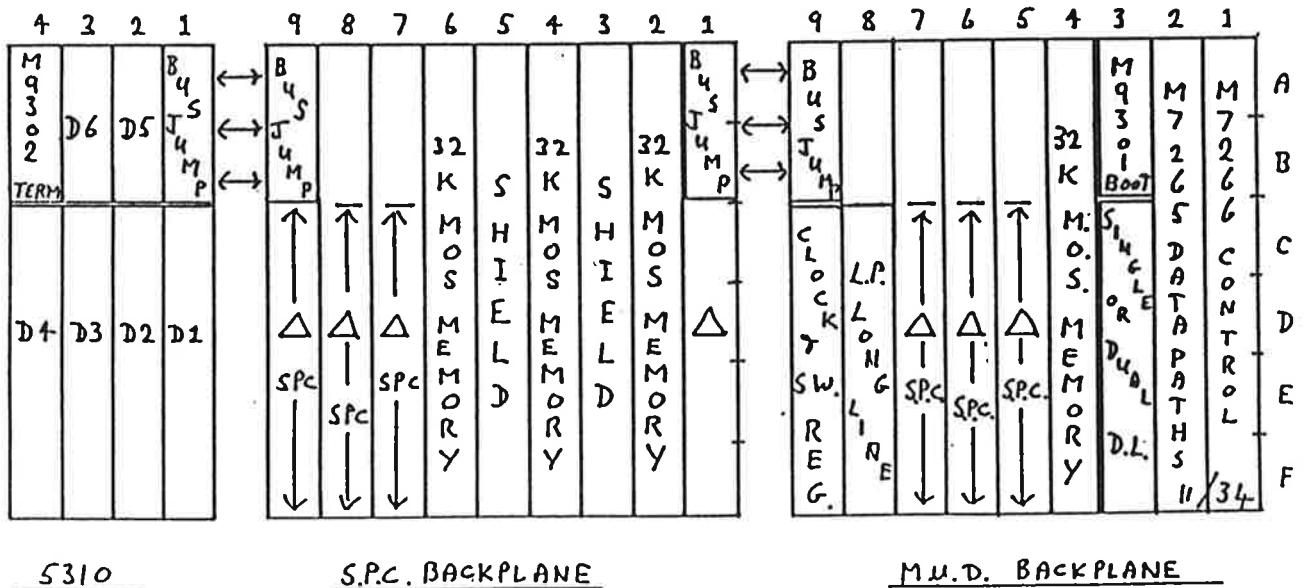 4 3 2 1
M9302 TERM
D6
D5
BUS JUMP
D4
D3
D2
D1
5310
9 8 7 6 5 4 3 2 1
BUS JUMP
SPC
SPC
SPC
32K MOS MEMORY
SHIELD
32K MOS MEMORY
SHIELD
32K MOS MEMORY
BUS JUMP
S.P.C. BACKPLANE
9 8 7 6 5 4 3 2 1
BUS JUMP
CLOCK & SW. REG.
L.P. LONG LINE
S.P.C.
S.P.C.
S.P.C.
32K M.O.S. MEMORY
M9301 BOOT
SINGLE OR DUAL D.L.
M7265 DATA PATHS
M7266 CONTROL
11/34
A
B
C
D
E
F
M.U.D. BACKPLANE